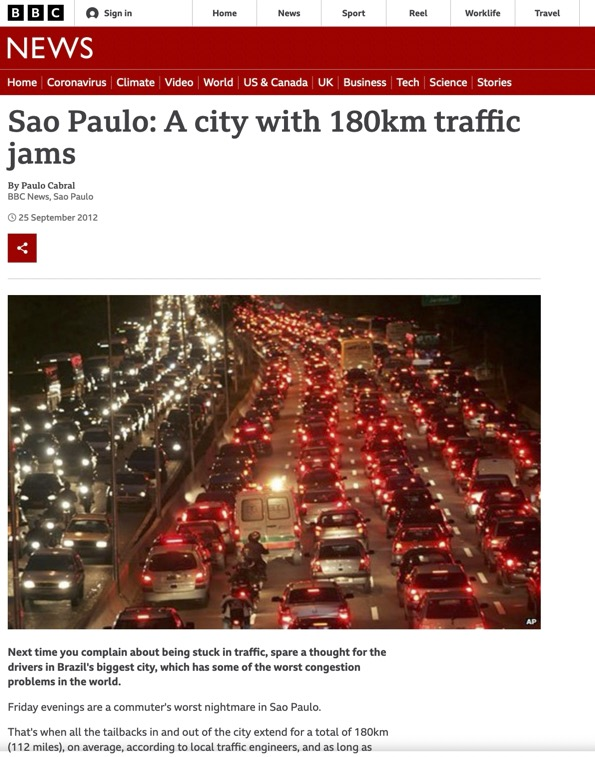 BBC Sign in Home News Sport Reel Worklife Travel
NEWS
Home Coronavirus Climate Video World US & Canada UK Business Tech Science Stories
Sao Paulo: A city with 180km traffic
jams
By Paulo Cabral
BBC News, Sao Paulo
25 September 2012
AP
Next time you complain about being stuck in traffic, spare a thought for the
drivers in Brazil's biggest city, which has some of the worst congestion
problems in the world.
Friday evenings are a commuter's worst nightmare in Sao Paulo.
That's when all the tailbacks in and out of the city extend for a total of 180km
(112 miles), on average, according to local traffic engineers, and as long as